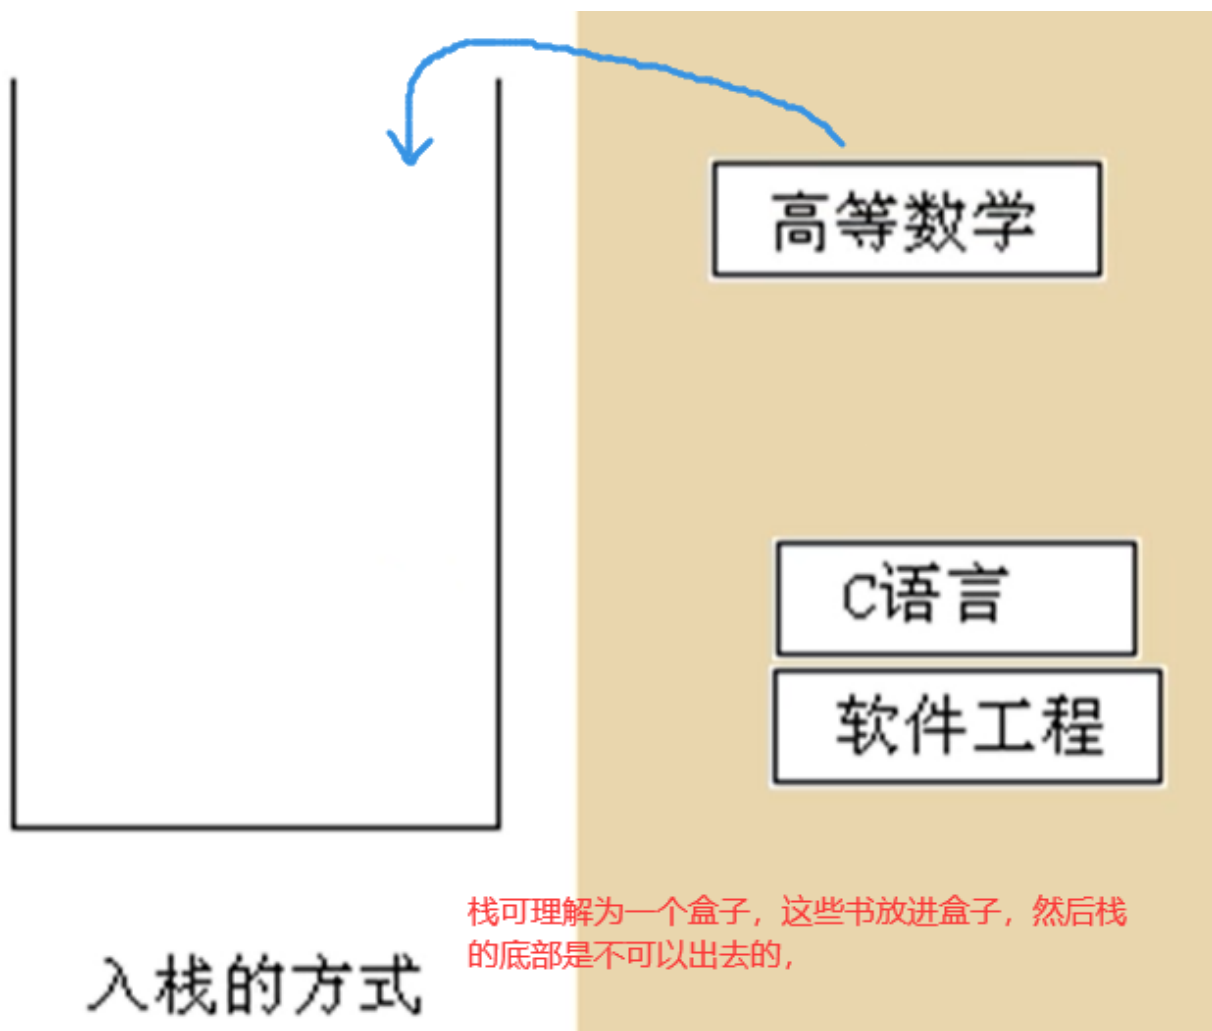 高等数学
C语言
软件工程
栈可理解为一个盒子，这些书放进盒子，然后栈
的底部是不可以出去的，
入栈的方式